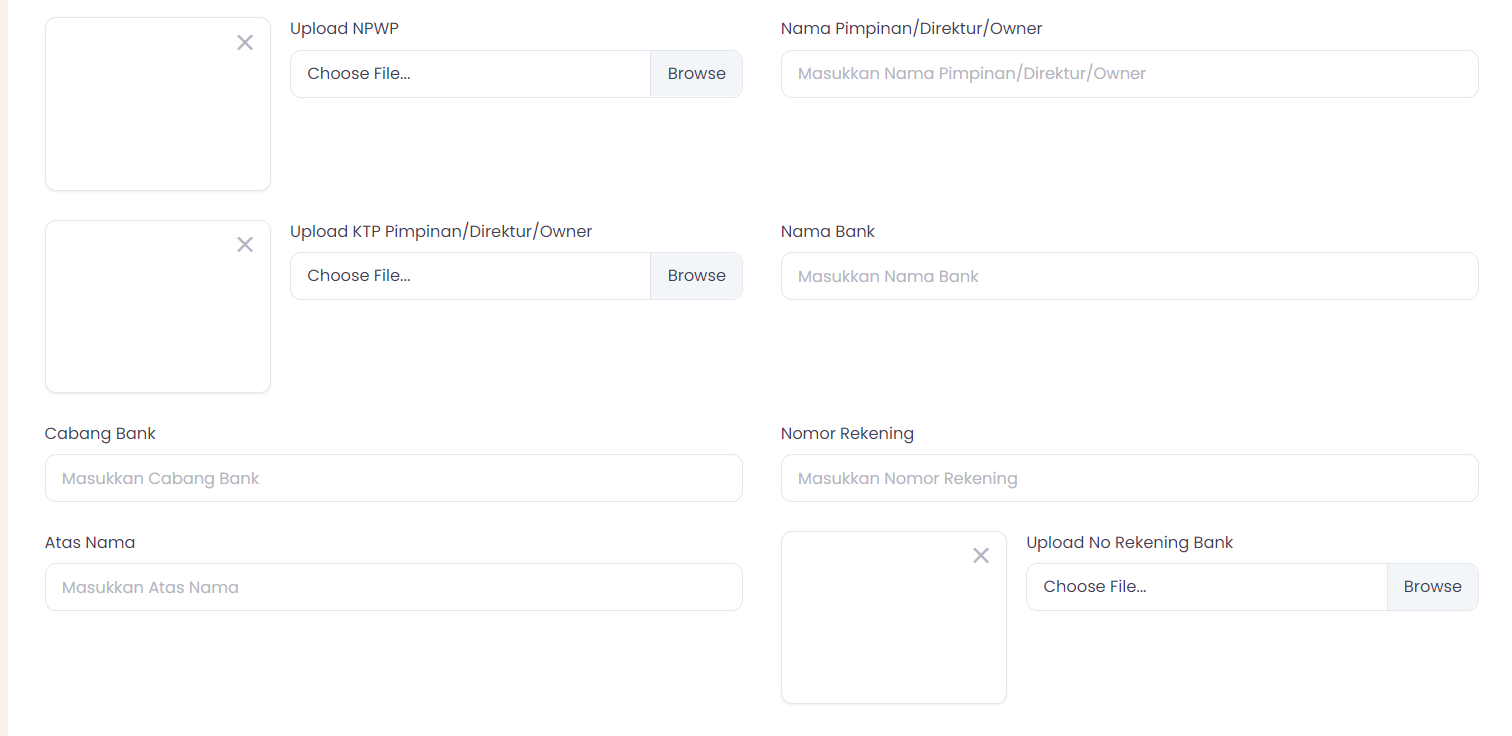 Upload NPWP
Choose File...
Browse
Nama Pimpinan/Direktur/Owner
Masukkan Nama Pimpinan/Direktur/Owner
Upload KTP Pimpinan/Direktur/Owner
Choose File...
Browse
Nama Bank
Masukkan Nama Bank
Cabang Bank
Masukkan Cabang Bank
Nomor Rekening
Masukkan Nomor Rekening
Atas Nama
Masukkan Atas Nama
Upload No Rekening Bank
Choose File...
Browse